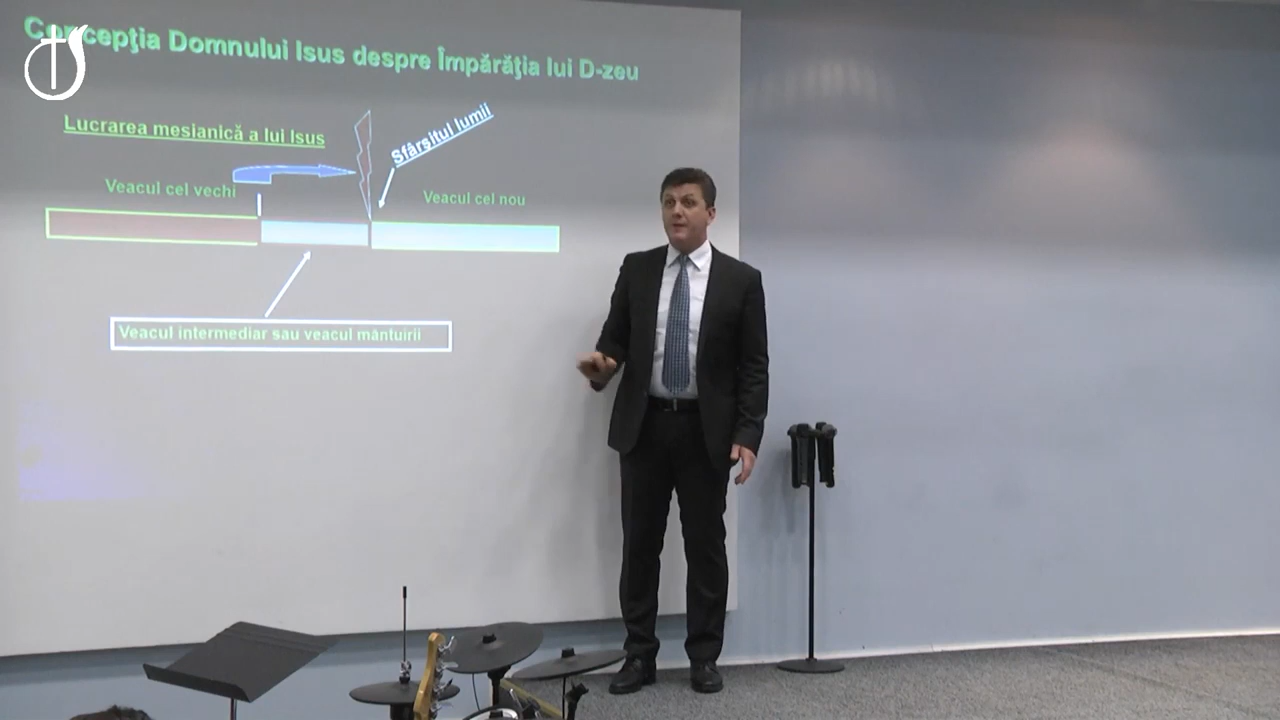 Concepţia Domnului Isus despre Împărăţia lui D-zeu
Lucrarea mesianică a lui Isus
Sfârşitul lumii
Veacul cel vechi
Veacul cel nou
Veacul intermediar sau veacul mântuirii